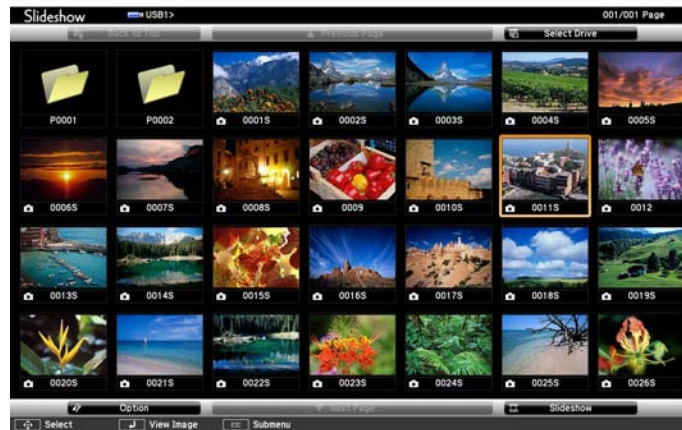 Slideshow USB1> 001/001 Page
Back to Top Previous Page Select Drive
P0001 P0002 0001S 0002S 0003S 0004S 0005S
0006S 0007S 0008S 0009 0010S 0011S 0012
0013S 0014S 0015S 0016S 0017S 0018S 0019S
0020S 0021S 0022S 0023S 0024S 0025S 0026S
Option Next Page Slideshow
Select View Image ESC Submenu